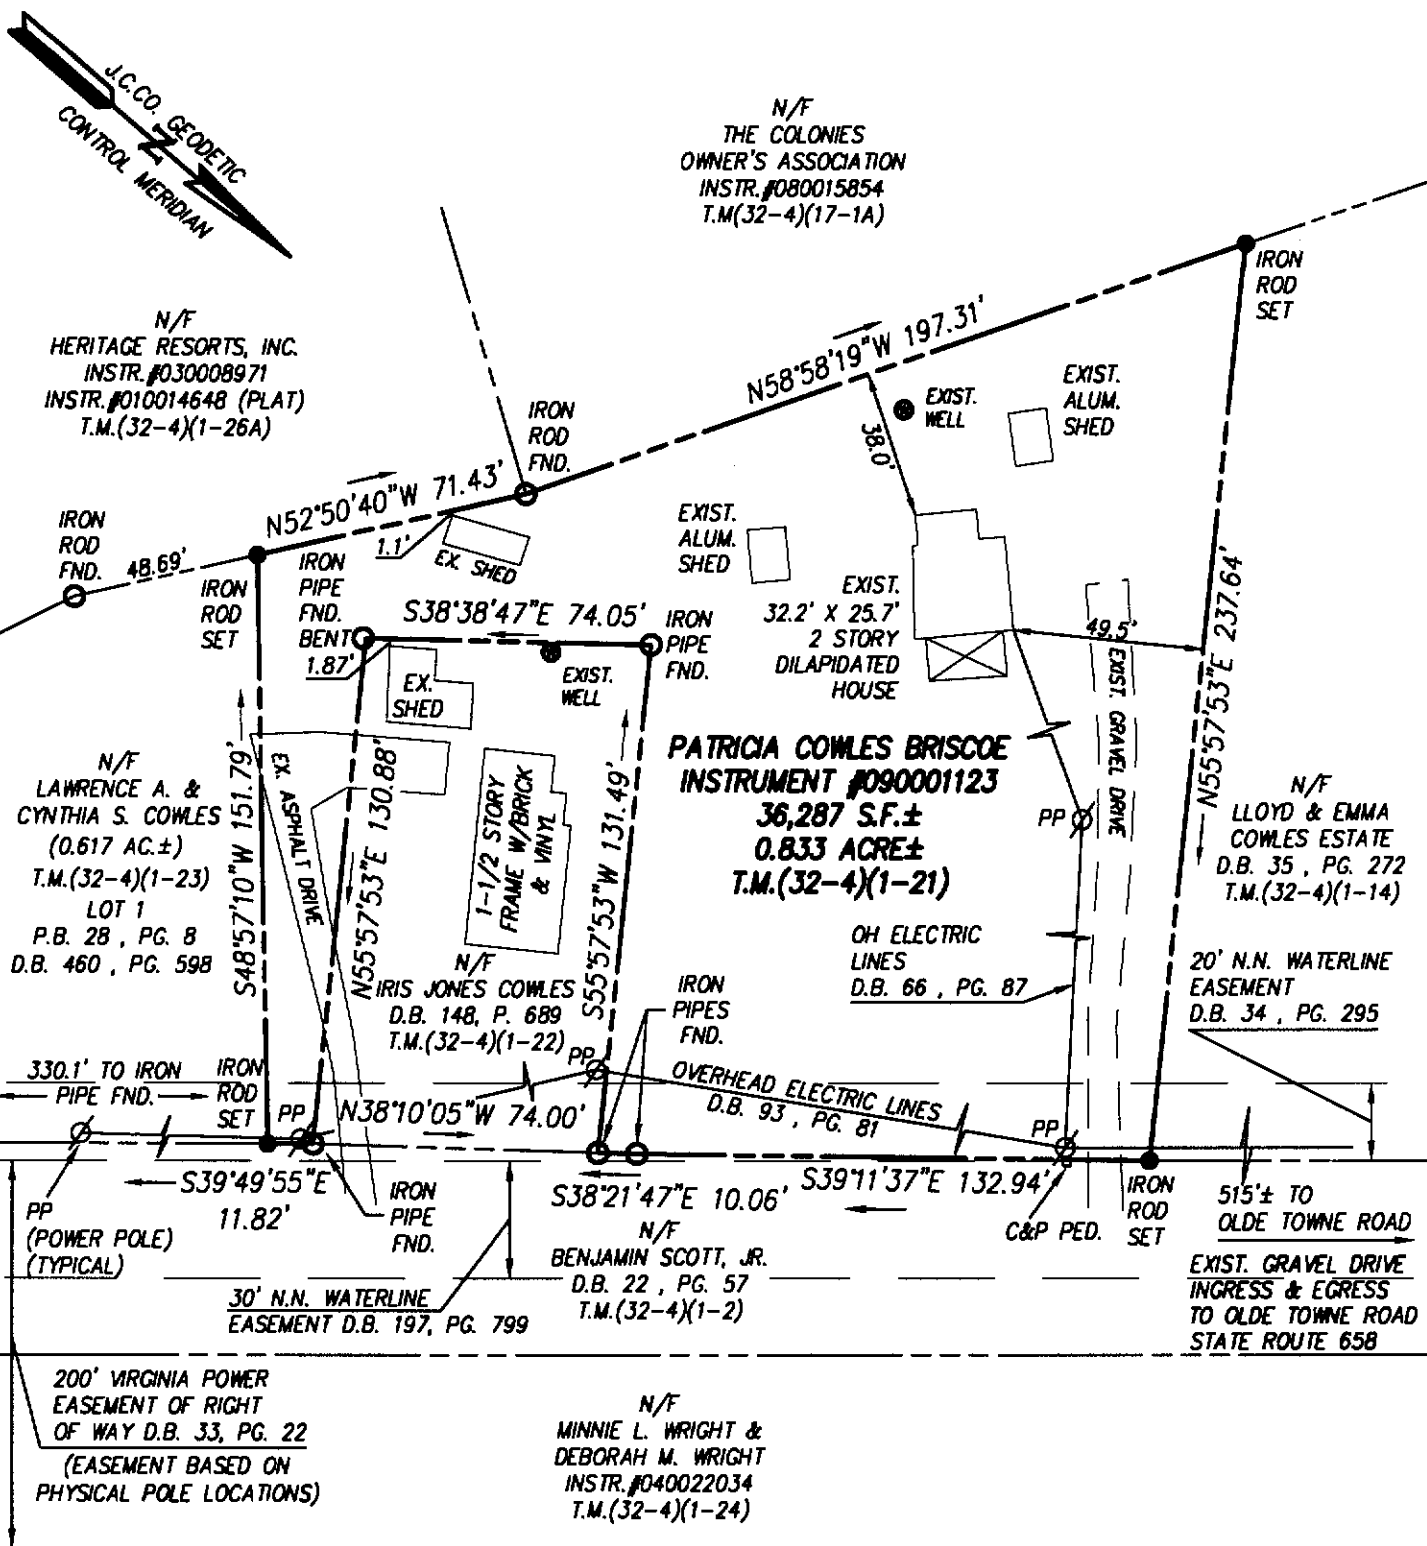 J.C.CO. GEODETIC
CONTROL MERIDIAN
N
N/F
THE COLONIES
OWNER'S ASSOCIATION
INSTR.#080015854
T.M(32-4)(17-1A)
N/F
HERITAGE RESORTS, INC.
INSTR.#030008971
INSTR.#010014648 (PLAT)
T.M.(32-4)(1-26A)
IRON
ROD
SET
N58°58'19"W 197.31'
EXIST.
WELL
EXIST.
ALUM.
SHED
38.0'
IRON
ROD
FND.
N52°50'40"W 71.43'
1.1'
EX. SHED
IRON
ROD
FND.
48.69'
IRON
ROD
SET
IRON
PIPE
FND.
BENT
1.87'
S38°38'47"E 74.05'
IRON
PIPE
FND.
EXIST.
ALUM.
SHED
EXIST.
32.2' X 25.7'
2 STORY
DILAPIDATED
HOUSE
49.5'
N55°57'53"E 237.64'
EXIST. GRAVEL DRIVE
EX.
SHED
EXIST.
WELL
PATRICIA COWLES BRISCOE
INSTRUMENT #090001123
36,287 S.F.±
0.833 ACRE±
T.M.(32-4)(1-21)
PP
N/F
LLOYD & EMMA
COWLES ESTATE
D.B. 35 , PG. 272
T.M.(32-4)(1-14)
N/F
LAWRENCE A. &
CYNTHIA S. COWLES
(0.617 AC.±)
T.M.(32-4)(1-23)
LOT 1
P.B. 28 , PG. 8
D.B. 460 , PG. 598
S48°57'10"W 151.79'
EX. ASPHALT DRIVE
N55°57'53"E 130.88'
1-1/2 STORY
FRAME W/BRICK
& VINYL
S55°57'53"W 131.49'
N/F
IRIS JONES COWLES
D.B. 148, P. 689
T.M.(32-4)(1-22)
IRON
PIPES
FND.
OH ELECTRIC
LINES
D.B. 66 , PG. 87
20' N.N. WATERLINE
EASEMENT
D.B. 34 , PG. 295
330.1' TO IRON
PIPE FND.
IRON
ROD
SET
PP
PP
N38°10'05"W 74.00'
OVERHEAD ELECTRIC LINES
D.B. 93 , PG. 81
PP
S39°49'55"E
11.82'
IRON
PIPE
FND.
S38°21'47"E 10.06'
S39°11'37"E 132.94'
C&P PED.
IRON
ROD
SET
515'± TO
OLDE TOWNE ROAD
PP
(POWER POLE)
(TYPICAL)
N/F
BENJAMIN SCOTT, JR.
D.B. 22 , PG. 57
T.M.(32-4)(1-2)
30' N.N. WATERLINE
EASEMENT D.B. 197, PG. 799
EXIST. GRAVEL DRIVE
INGRESS & EGRESS
TO OLDE TOWNE ROAD
STATE ROUTE 658
200' VIRGINIA POWER
EASEMENT OF RIGHT
OF WAY D.B. 33, PG. 22
(EASEMENT BASED ON
PHYSICAL POLE LOCATIONS)
N/F
MINNIE L. WRIGHT &
DEBORAH M. WRIGHT
INSTR.#040022034
T.M.(32-4)(1-24)